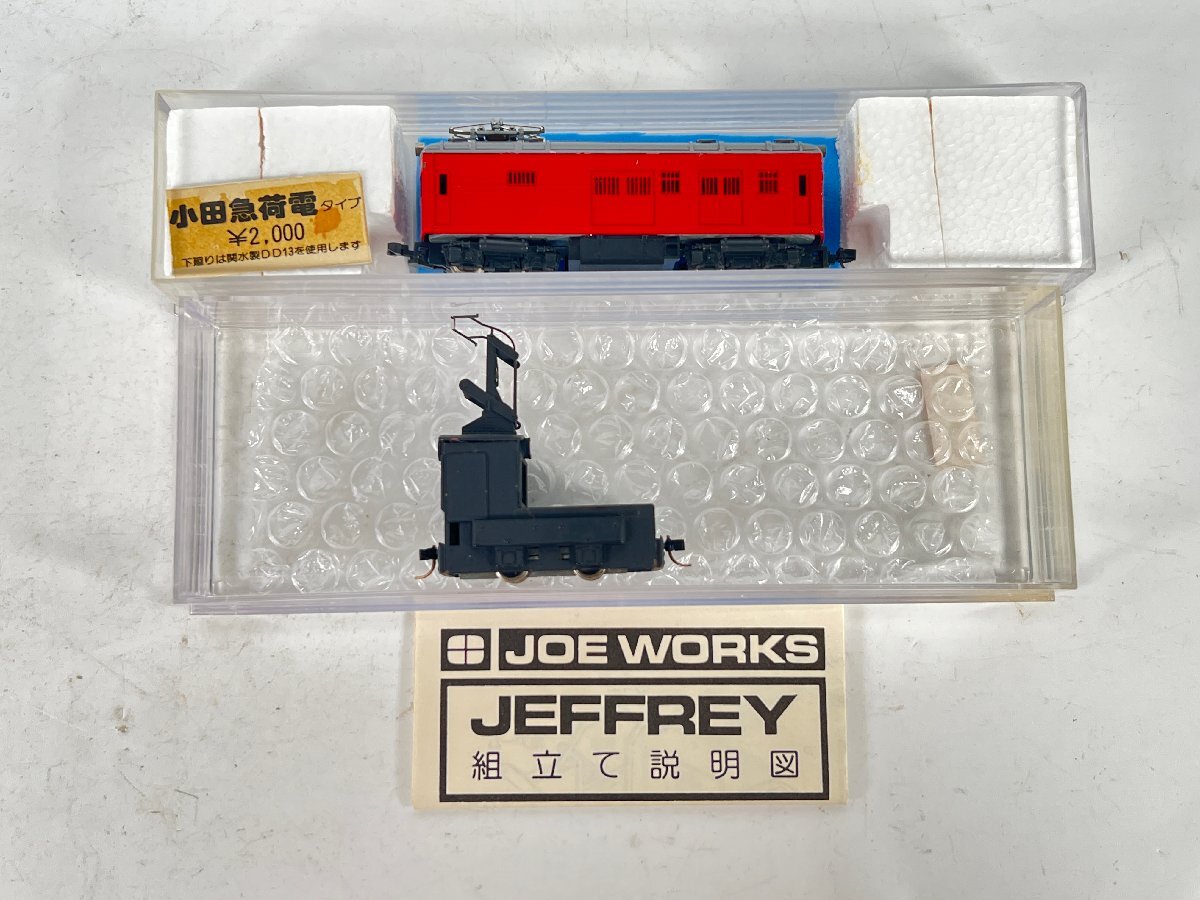 小田急荷電タイプ
¥2,000
下廻りは関水製DD13を使用します
JOE WORKS
JEFFREY
組立て説明図